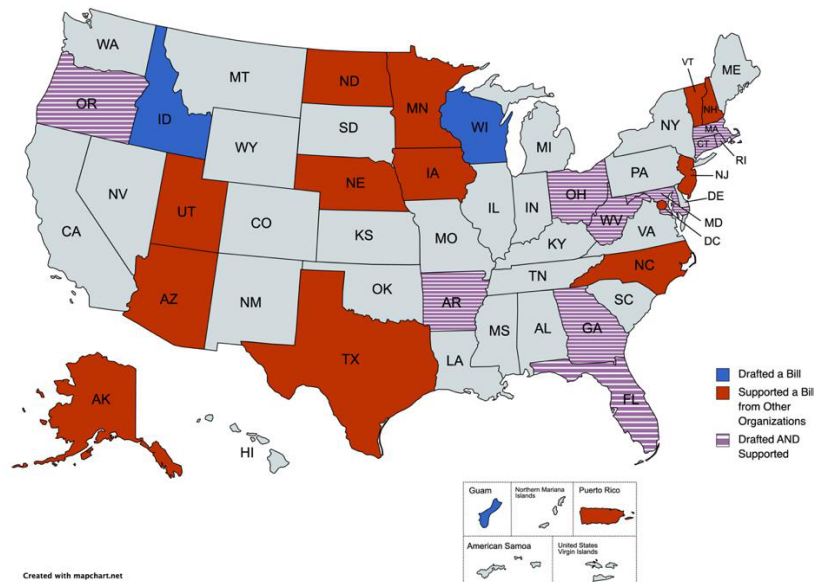 WA
MT
ND
MN
ME
VT
NH
OR
ID
SD
WI
MI
NY
MA
CT
RI
WY
NE
IA
PA
NJ
NV
UT
CO
IL
IN
OH
DE
MD
DC
CA
KS
MO
WV
VA
KY
AZ
NM
OK
AR
TN
NC
SC
MS
AL
GA
TX
LA
FL
AK
HI
Drafted a Bill
Supported a Bill
from Other
Organizations
Drafted AND
Supported
Guam
Northern Mariana
Islands
Puerto Rico
American Samoa
United States
Virgin Islands
Created with mapchart.net